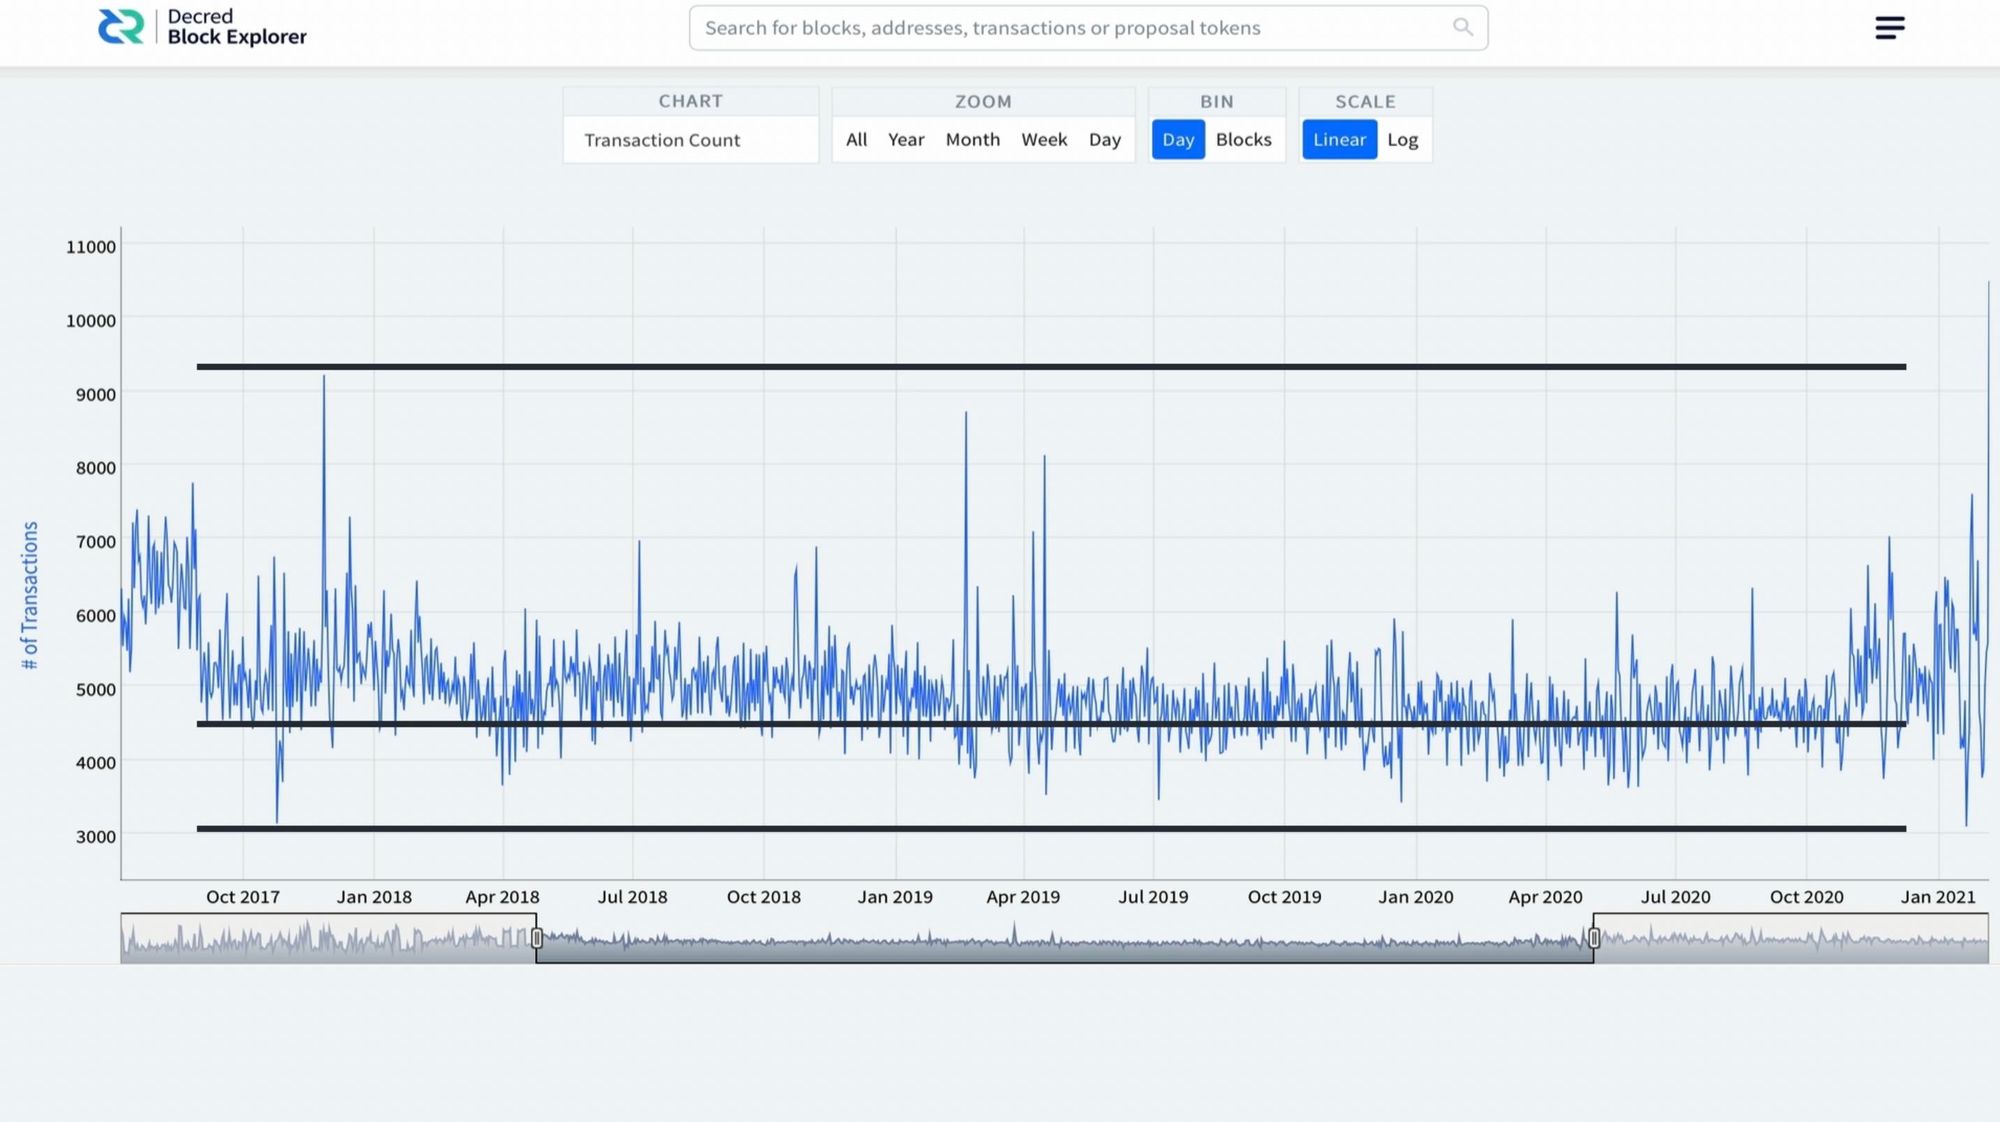 Decred
Block Explorer
Search for blocks, addresses, transactions or proposal tokens
CHART
Transaction Count
ZOOM
All Year Month Week Day
BIN
Day Blocks
SCALE
Linear Log
# of Transactions
11000
10000
9000
8000
7000
6000
5000
4000
3000
Oct 2017 Jan 2018 Apr 2018 Jul 2018 Oct 2018 Jan 2019 Apr 2019 Jul 2019 Oct 2019 Jan 2020 Apr 2020 Jul 2020 Oct 2020 Jan 2021